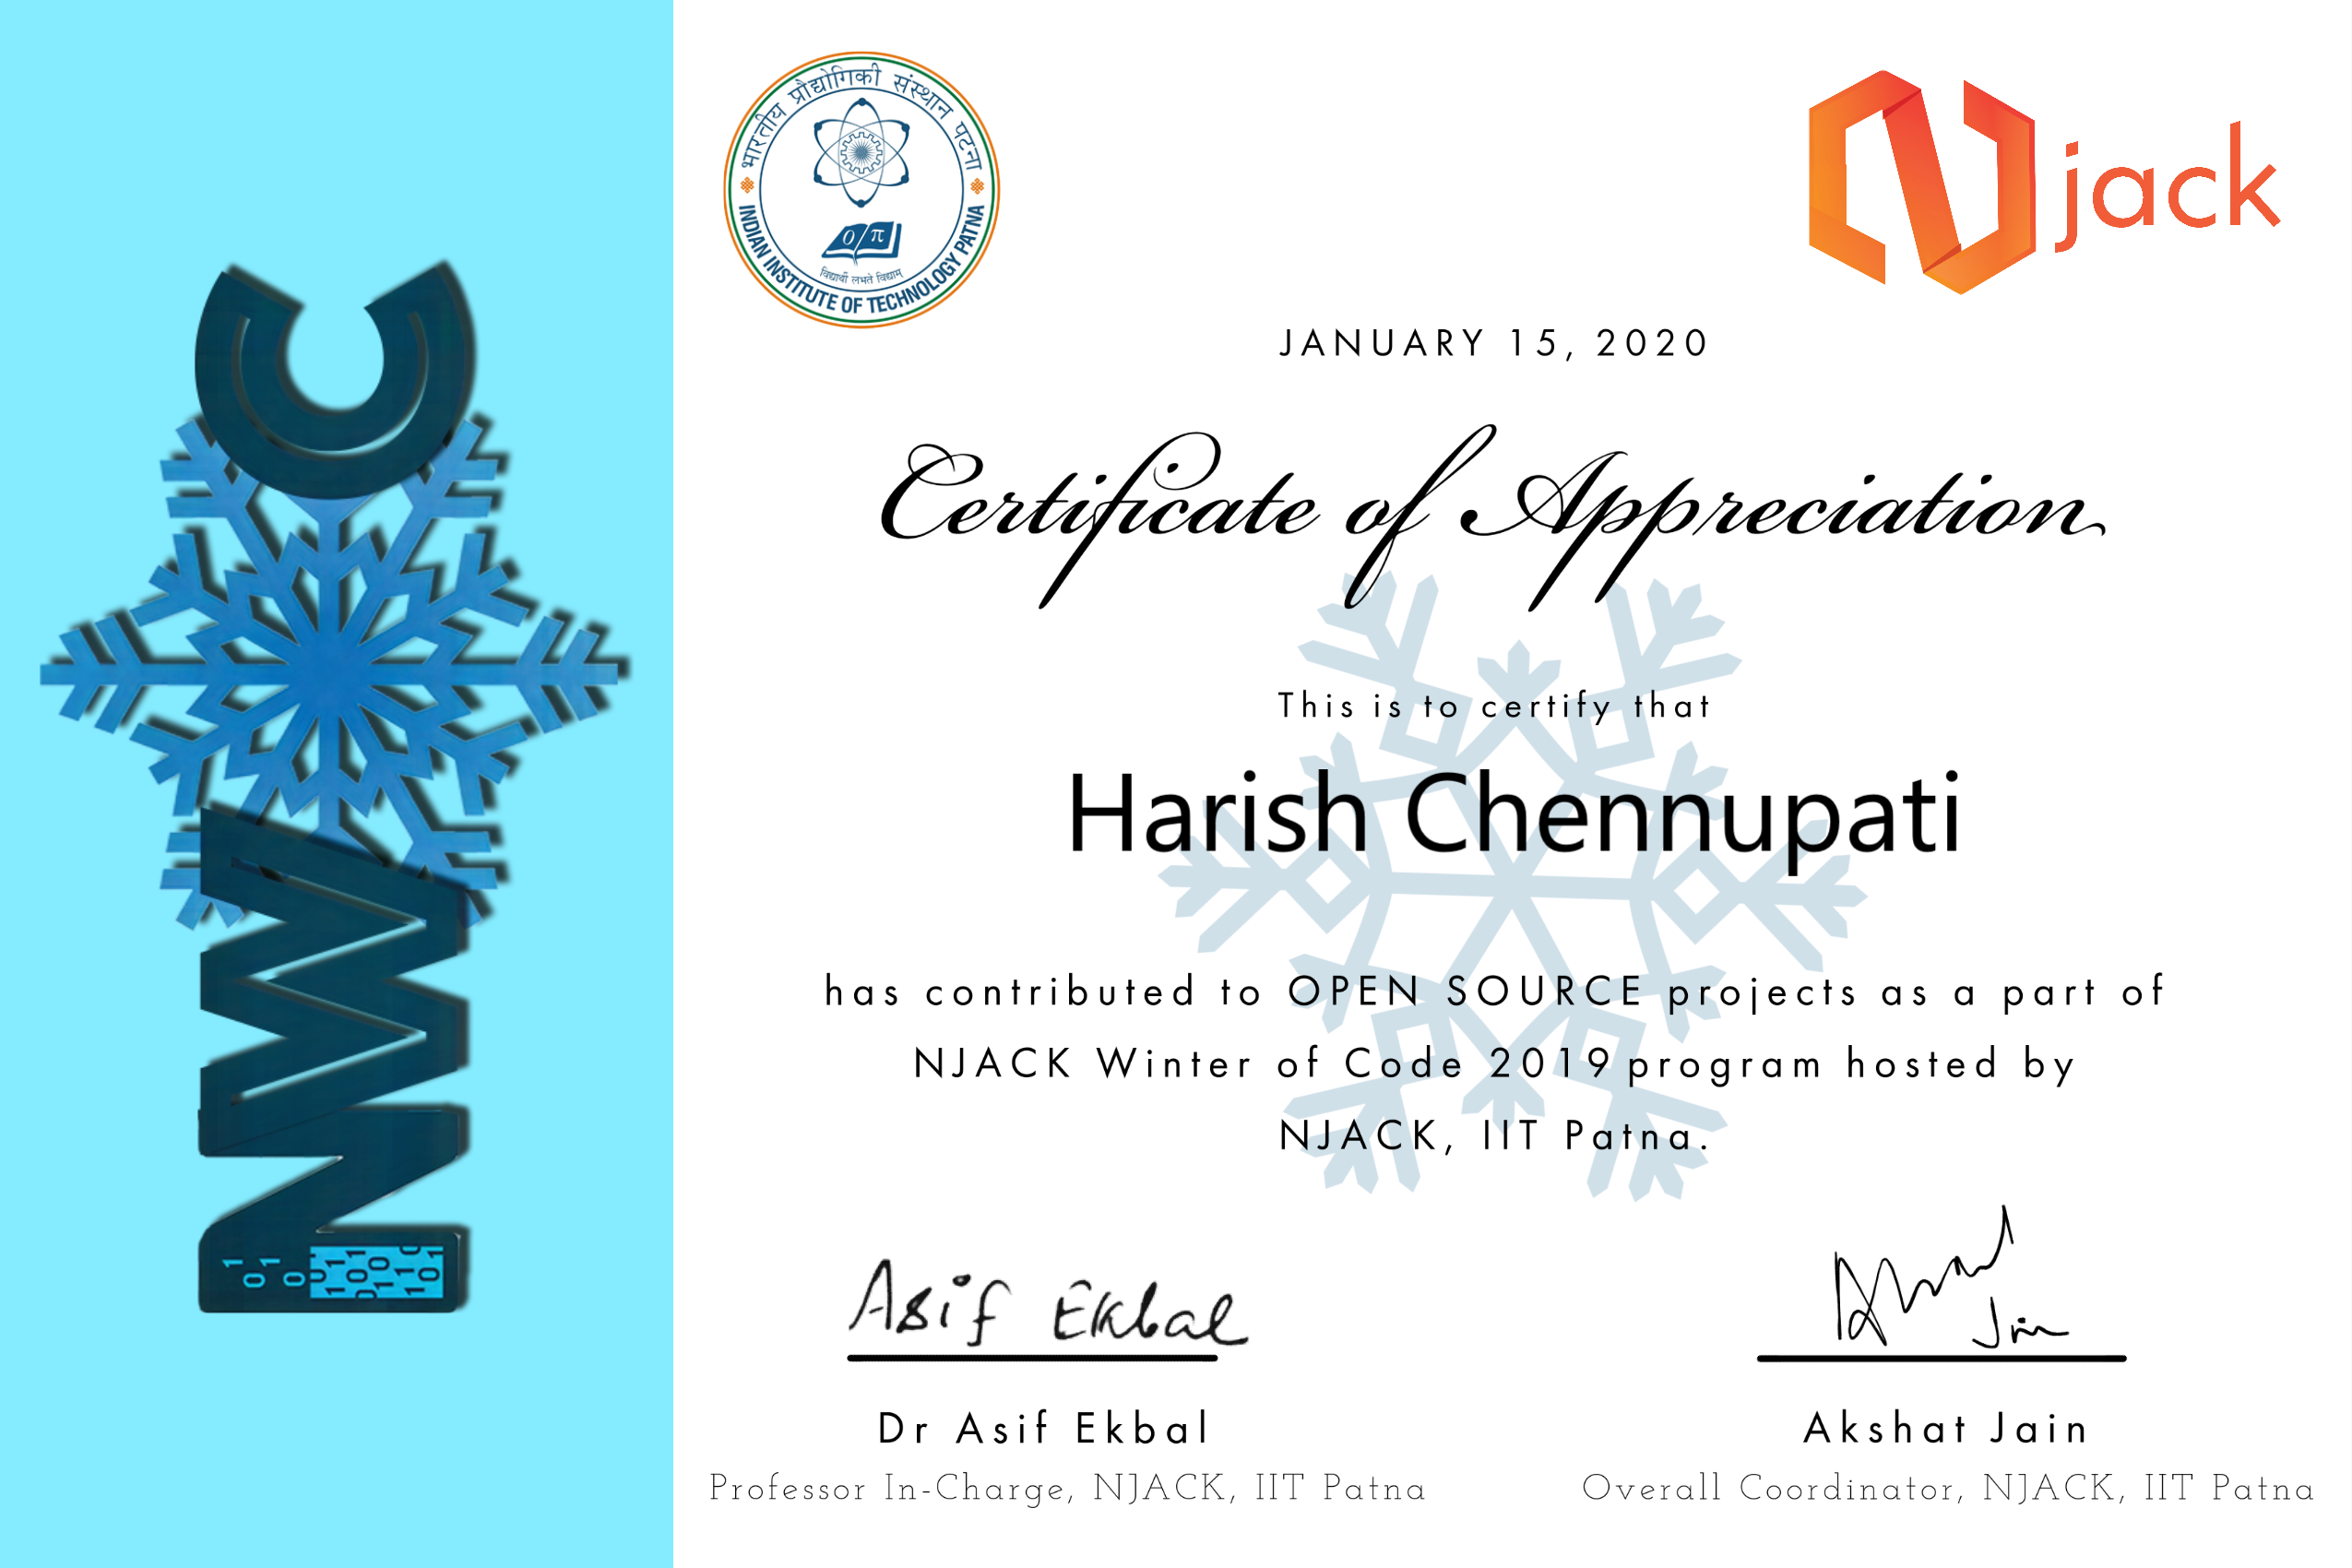 भारतीय प्रौद्योगिकी संस्थान पटना
0/π
विद्यार्थी लभते विद्याम्
INDIAN INSTITUTE OF TECHNOLOGY PATNA
Njack
NWC
JANUARY 15, 2020
Certificate of Appreciation
This is to certify that
Harish Chennupati
has contributed to OPEN SOURCE projects as a part of
NJACK Winter of Code 2019 program hosted by
NJACK, IIT Patna.
Asif Ekbal
Jain
Dr Asif Ekbal
Akshat Jain
Professor In-Charge, NJACK, IIT Patna
Overall Coordinator, NJACK, IIT Patna